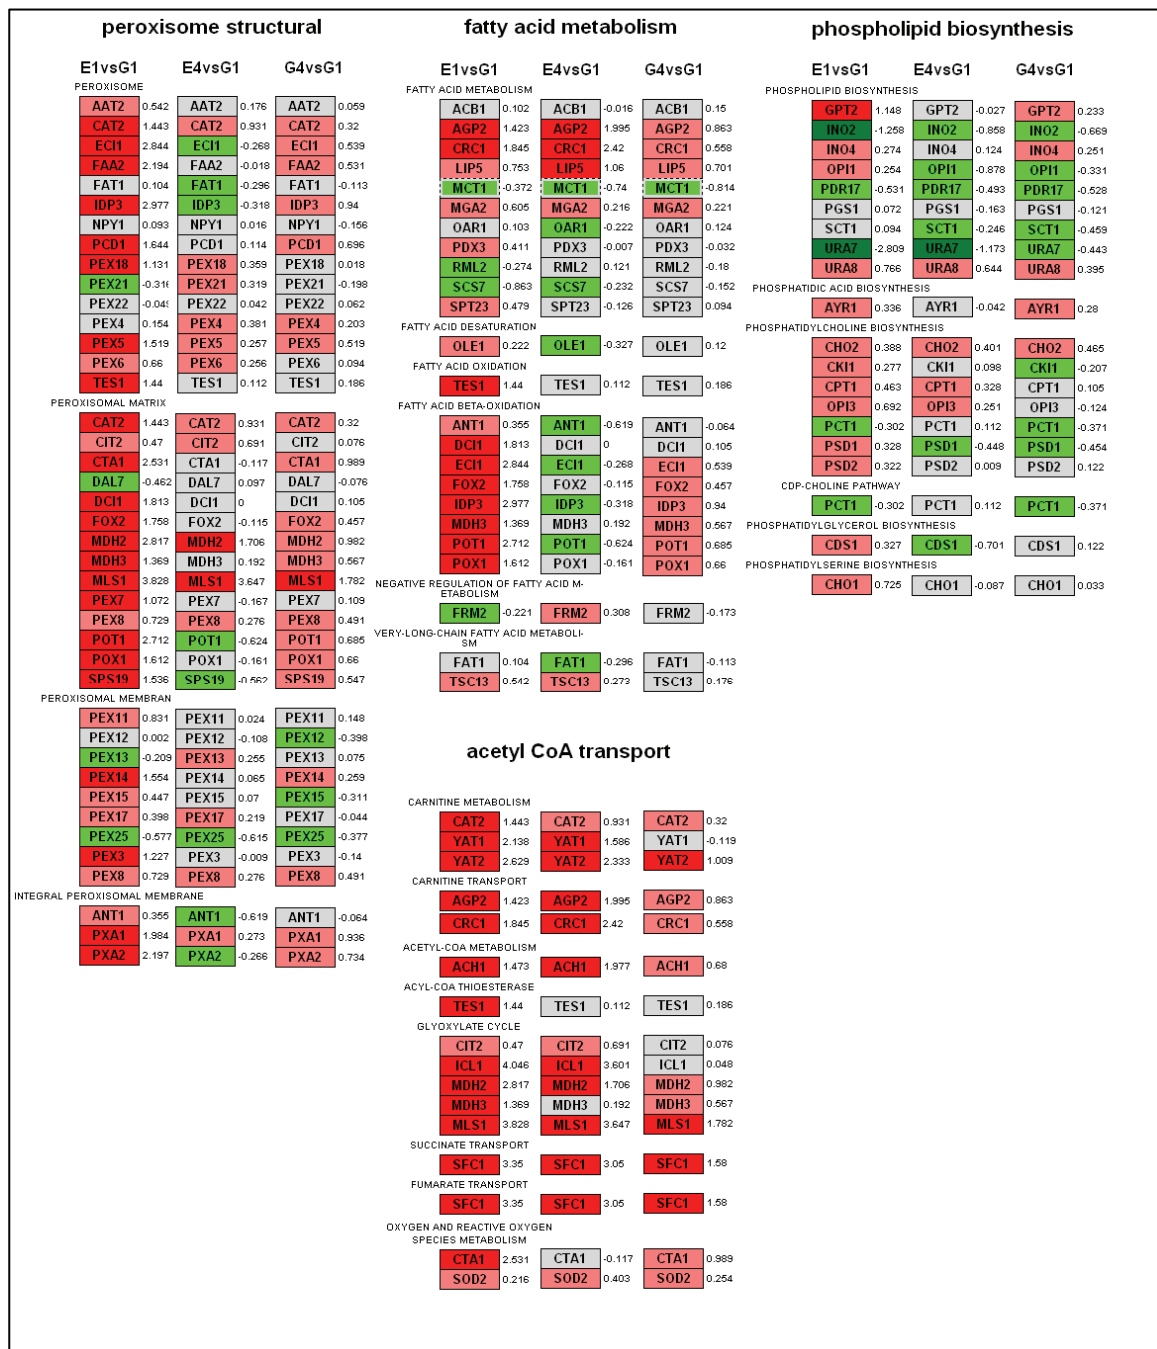 peroxisome structural
E1vsG1 E4vsG1 G4vsG1
PEROXISOME
AAT2 0.542 AAT2 0.176 AAT2 0.059
CAT2 1.443 CAT2 0.931 CAT2 0.32
ECI1 2.844 ECI1 -0.268 ECI1 0.539
FAA2 2.194 FAA2 -0.018 FAA2 0.531
FAT1 0.104 FAT1 -0.296 FAT1 -0.113
IDP3 2.977 IDP3 -0.318 IDP3 0.94
NPY1 0.093 NPY1 0.016 NPY1 -0.156
PCD1 1.644 PCD1 0.114 PCD1 0.696
PEX18 1.131 PEX18 0.359 PEX18 0.018
PEX21 -0.316 PEX21 0.319 PEX21 -0.198
PEX22 -0.045 PEX22 0.042 PEX22 0.062
PEX4 0.154 PEX4 0.381 PEX4 0.203
PEX5 1.519 PEX5 0.257 PEX5 0.519
PEX6 0.66 PEX6 0.256 PEX6 0.094
TES1 1.44 TES1 0.112 TES1 0.186
PEROXISOMAL MATRIX
CAT2 1.443 CAT2 0.931 CAT2 0.32
CIT2 0.47 CIT2 0.691 CIT2 0.076
CTA1 2.531 CTA1 -0.117 CTA1 0.989
DAL7 -0.462 DAL7 0.097 DAL7 -0.076
DCI1 1.813 DCI1 0 DCI1 0.105
FOX2 1.758 FOX2 -0.115 FOX2 0.457
MDH2 2.817 MDH2 1.706 MDH2 0.982
MDH3 1.369 MDH3 0.192 MDH3 0.567
MLS1 3.828 MLS1 3.647 MLS1 1.782
PEX7 1.072 PEX7 -0.167 PEX7 0.109
PEX8 0.729 PEX8 0.276 PEX8 0.491
POT1 2.712 POT1 -0.624 POT1 0.685
POX1 1.612 POX1 -0.161 POX1 0.66
SPS19 1.536 SPS19 -0.562 SPS19 0.547
PEROXISOMAL MEMBRAN
PEX11 0.831 PEX11 0.024 PEX11 0.148
PEX12 0.002 PEX12 -0.108 PEX12 -0.398
PEX13 -0.209 PEX13 0.255 PEX13 0.075
PEX14 1.554 PEX14 0.065 PEX14 0.259
PEX15 0.447 PEX15 0.07 PEX15 -0.311
PEX17 0.398 PEX17 0.219 PEX17 -0.044
PEX25 -0.577 PEX25 -0.615 PEX25 -0.377
PEX3 1.227 PEX3 -0.009 PEX3 -0.14
PEX8 0.729 PEX8 0.276 PEX8 0.491
INTEGRAL PEROXISOMAL MEMBRANE
ANT1 0.355 ANT1 -0.619 ANT1 -0.064
PXA1 1.984 PXA1 0.273 PXA1 0.936
PXA2 2.197 PXA2 -0.266 PXA2 0.734
fatty acid metabolism
E1vsG1 E4vsG1 G4vsG1
FATTY ACID METABOLISM
ACB1 0.102 ACB1 -0.016 ACB1 0.15
AGP2 1.423 AGP2 1.995 AGP2 0.863
CRC1 1.845 CRC1 2.42 CRC1 0.558
LIP5 0.753 LIP5 1.06 LIP5 0.701
MCT1 -0.372 MCT1 -0.74 MCT1 -0.814
MGA2 0.605 MGA2 0.216 MGA2 0.221
OAR1 0.103 OAR1 -0.222 OAR1 0.124
PDX3 0.411 PDX3 -0.007 PDX3 -0.032
RML2 -0.274 RML2 0.121 RML2 -0.18
SCS7 -0.863 SCS7 -0.232 SCS7 -0.152
SPT23 0.479 SPT23 -0.126 SPT23 0.094
FATTY ACID DESATURATION
OLE1 0.222 OLE1 -0.327 OLE1 0.12
FATTY ACID OXIDATION
TES1 1.44 TES1 0.112 TES1 0.186
FATTY ACID BETA-OXIDATION
ANT1 0.355 ANT1 -0.619 ANT1 -0.064
DCI1 1.813 DCI1 0 DCI1 0.105
ECI1 2.844 ECI1 -0.268 ECI1 0.539
FOX2 1.758 FOX2 -0.115 FOX2 0.457
IDP3 2.977 IDP3 -0.318 IDP3 0.94
MDH3 1.369 MDH3 0.192 MDH3 0.567
POT1 2.712 POT1 -0.624 POT1 0.685
POX1 1.612 POX1 -0.161 POX1 0.66
NEGATIVE REGULATION OF FATTY ACID M-
ETABOLISM
FRM2 -0.221 FRM2 0.308 FRM2 -0.173
VERY-LONG-CHAIN FATTY ACID METABOLI-
SM
FAT1 0.104 FAT1 -0.296 FAT1 -0.113
TSC13 0.542 TSC13 0.273 TSC13 0.176
acetyl CoA transport
CARNITINE METABOLISM
CAT2 1.443 CAT2 0.931 CAT2 0.32
YAT1 2.138 YAT1 1.586 YAT1 -0.119
YAT2 2.629 YAT2 2.333 YAT2 1.009
CARNITINE TRANSPORT
AGP2 1.423 AGP2 1.995 AGP2 0.863
CRC1 1.845 CRC1 2.42 CRC1 0.558
ACETYL-COA METABOLISM
ACH1 1.473 ACH1 1.977 ACH1 0.68
ACYL-COA THIOESTERASE
TES1 1.44 TES1 0.112 TES1 0.186
GLYOXYLATE CYCLE
CIT2 0.47 CIT2 0.691 CIT2 0.076
ICL1 4.046 ICL1 3.601 ICL1 0.048
MDH2 2.817 MDH2 1.706 MDH2 0.982
MDH3 1.369 MDH3 0.192 MDH3 0.567
MLS1 3.828 MLS1 3.647 MLS1 1.782
SUCCINATE TRANSPORT
SFC1 3.35 SFC1 3.05 SFC1 1.58
FUMARATE TRANSPORT
SFC1 3.35 SFC1 3.05 SFC1 1.58
OXYGEN AND REACTIVE OXYGEN
SPECIES METABOLISM
CTA1 2.531 CTA1 -0.117 CTA1 0.989
SOD2 0.216 SOD2 0.403 SOD2 0.254
phospholipid biosynthesis
E1vsG1 E4vsG1 G4vsG1
PHOSPHOLIPID BIOSYNTHESIS
GPT2 1.148 GPT2 -0.027 GPT2 0.233
INO2 -1.258 INO2 -0.858 INO2 -0.669
INO4 0.274 INO4 0.124 INO4 0.251
OPI1 0.254 OPI1 -0.878 OPI1 -0.331
PDR17 -0.531 PDR17 -0.493 PDR17 -0.528
PGS1 0.072 PGS1 -0.163 PGS1 -0.121
SCT1 0.094 SCT1 -0.246 SCT1 -0.459
URA7 -2.809 URA7 -1.173 URA7 -0.443
URA8 0.766 URA8 0.644 URA8 0.395
PHOSPHATIDIC ACID BIOSYNTHESIS
AYR1 0.336 AYR1 -0.042 AYR1 0.28
PHOSPHATIDYLCHOLINE BIOSYNTHESIS
CHO2 0.388 CHO2 0.401 CHO2 0.465
CKI1 0.277 CKI1 0.098 CKI1 -0.207
CPT1 0.463 CPT1 0.328 CPT1 0.105
OPI3 0.692 OPI3 0.251 OPI3 -0.124
PCT1 -0.302 PCT1 0.112 PCT1 -0.371
PSD1 0.328 PSD1 -0.448 PSD1 -0.454
PSD2 0.322 PSD2 0.009 PSD2 0.122
CDP-CHOLINE PATHWAY
PCT1 -0.302 PCT1 0.112 PCT1 -0.371
PHOSPHATIDYLGLYCEROL BIOSYNTHESIS
CDS1 0.327 CDS1 -0.701 CDS1 0.122
PHOSPHATIDYLSERINE BIOSYNTHESIS
CHO1 0.725 CHO1 -0.087 CHO1 0.033